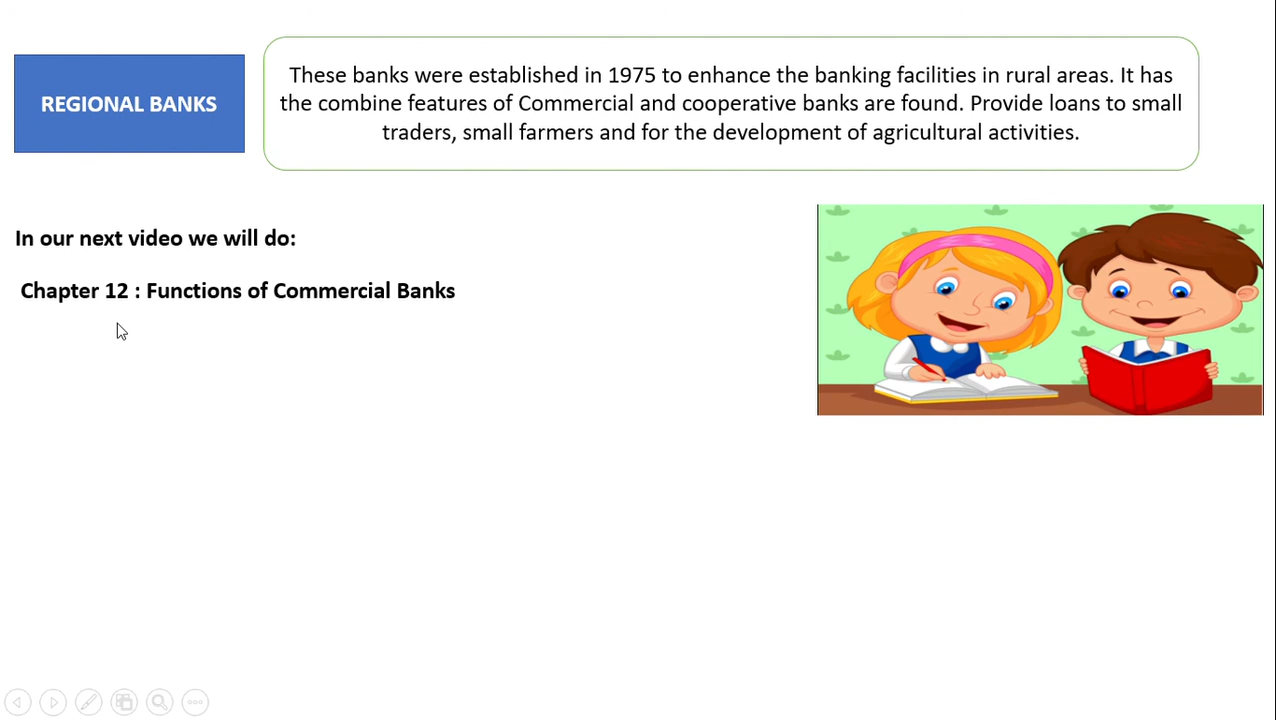 REGIONAL BANKS
These banks were established in 1975 to enhance the banking facilities in rural areas. It has
the combine features of Commercial and cooperative banks are found. Provide loans to small
traders, small farmers and for the development of agricultural activities.
In our next video we will do:
Chapter 12 : Functions of Commercial Banks